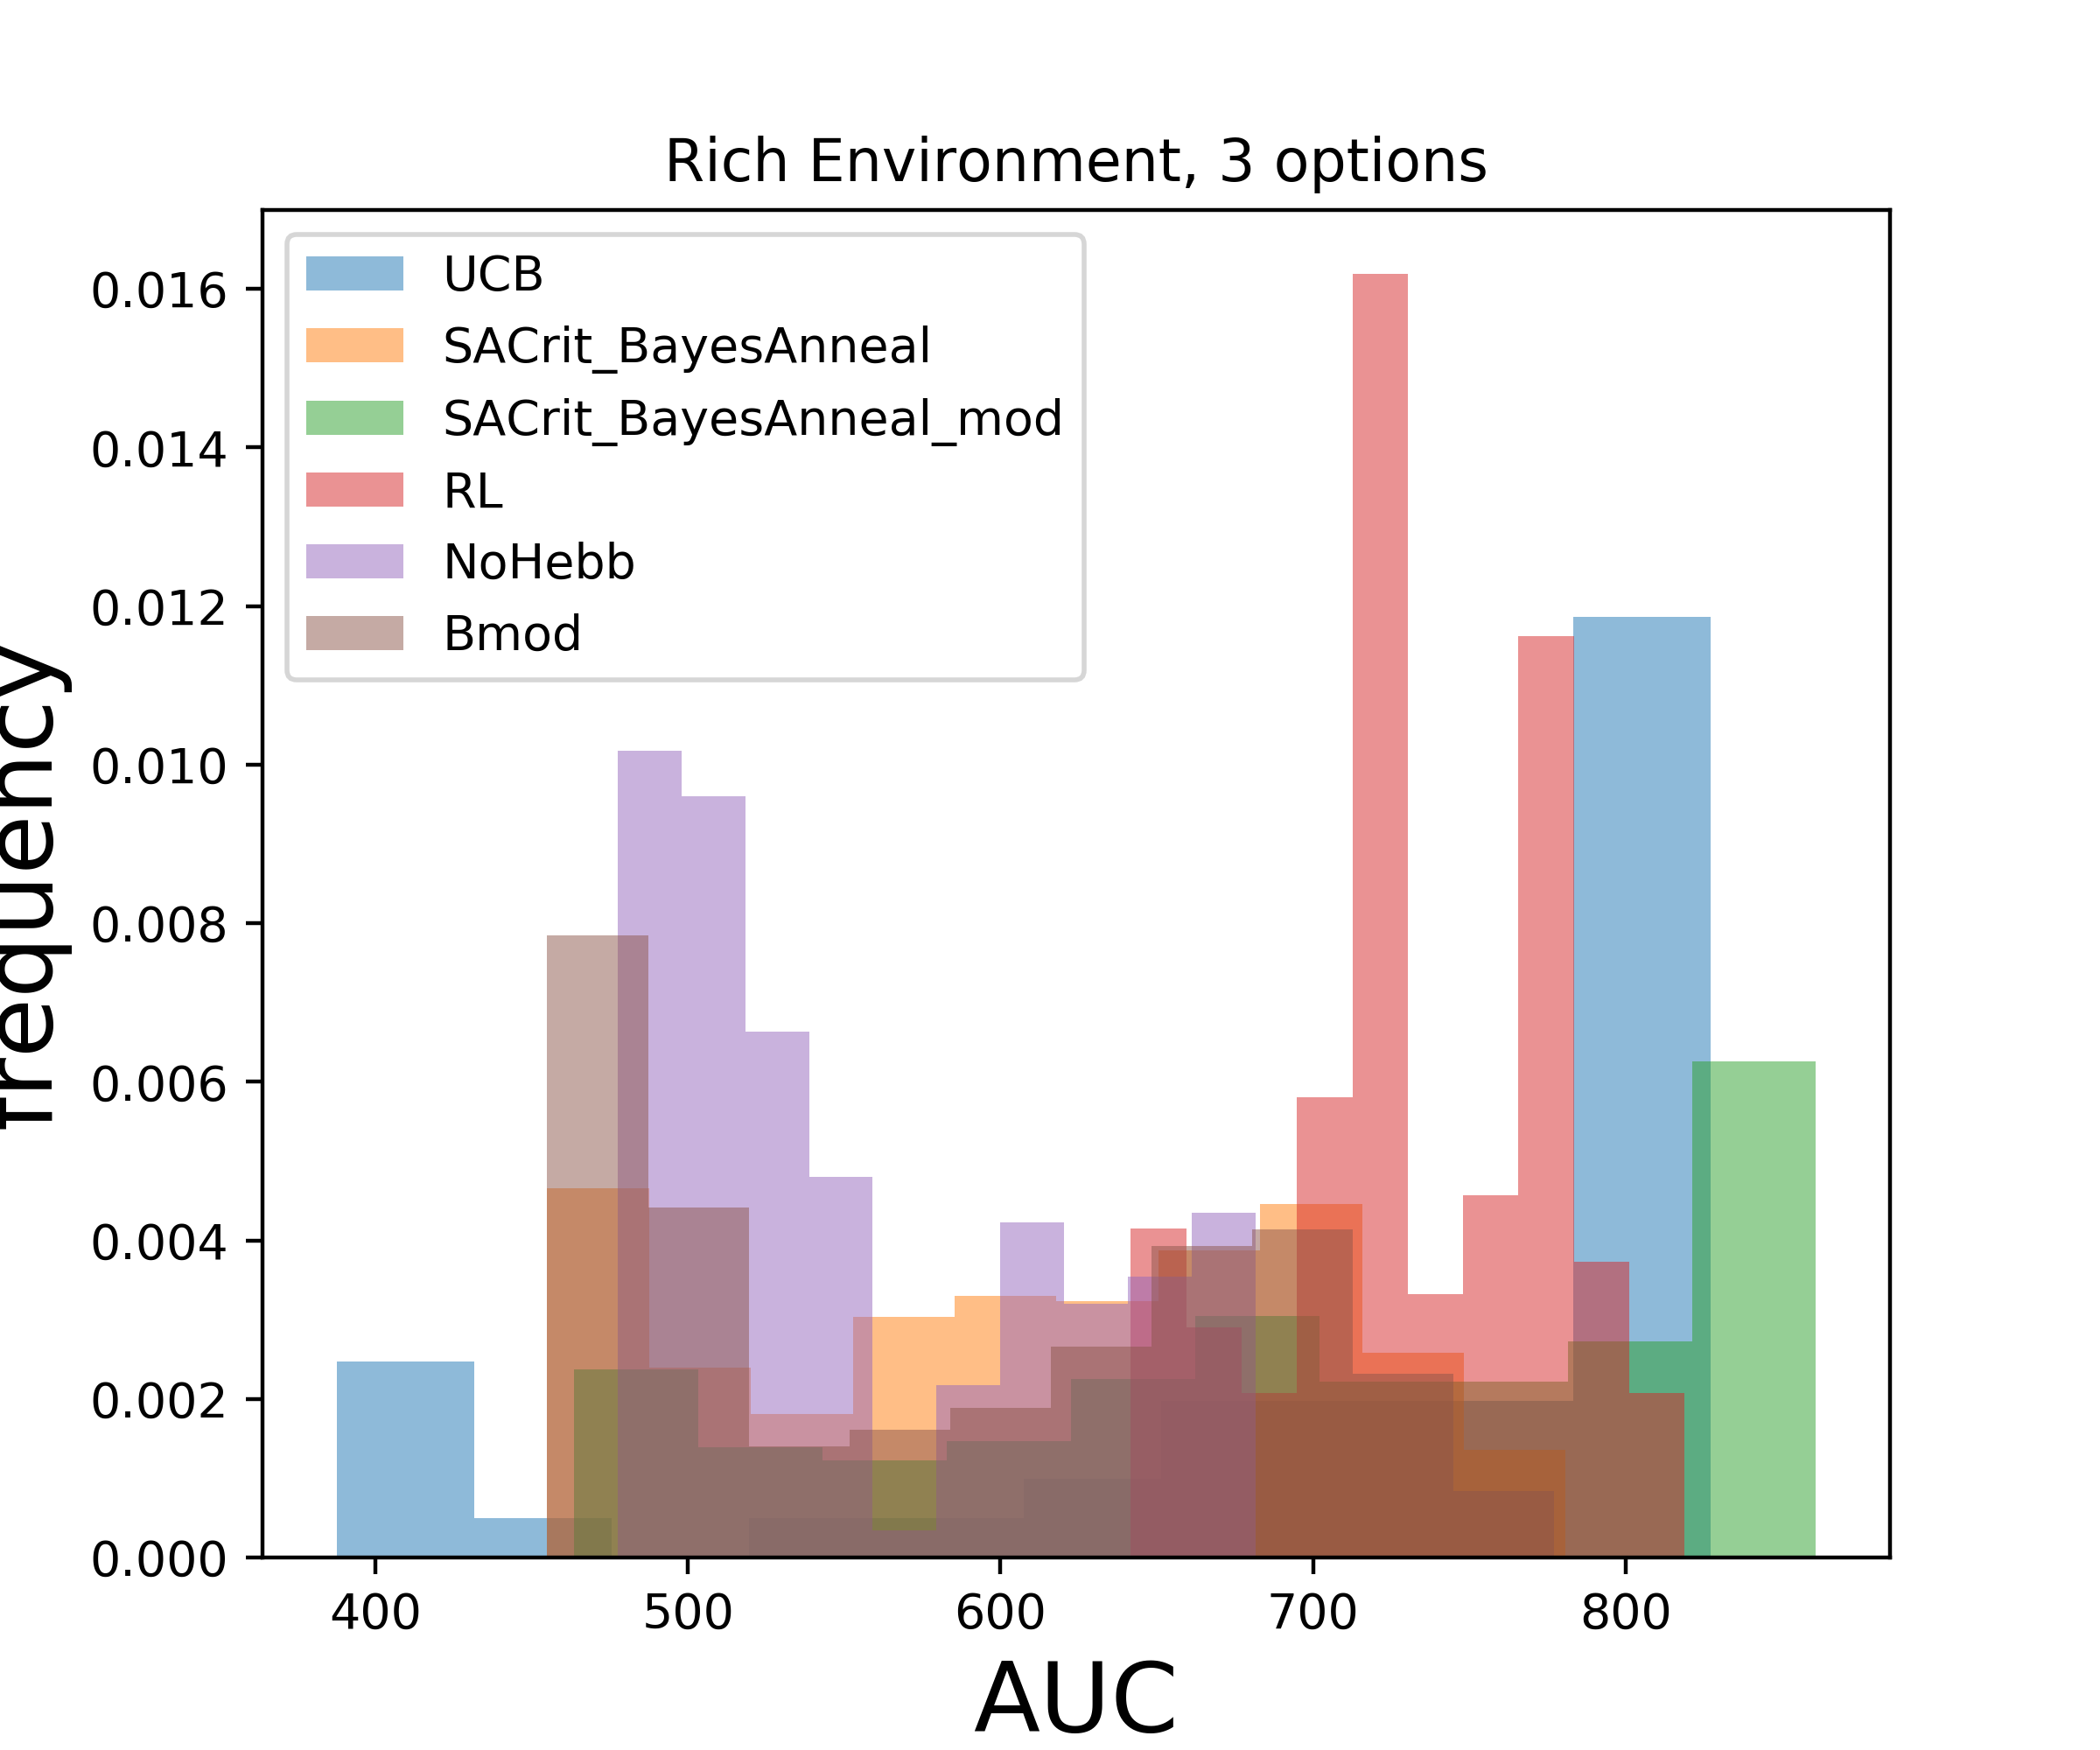 Rich Environment, 3 options
UCB
SACrit_BayesAnneal
SACrit_BayesAnneal_mod
RL
NoHebb
Bmod
0.016
0.014
0.012
0.010
0.008
0.006
0.004
0.002
0.000
frequency
400 500 600 700 800
AUC